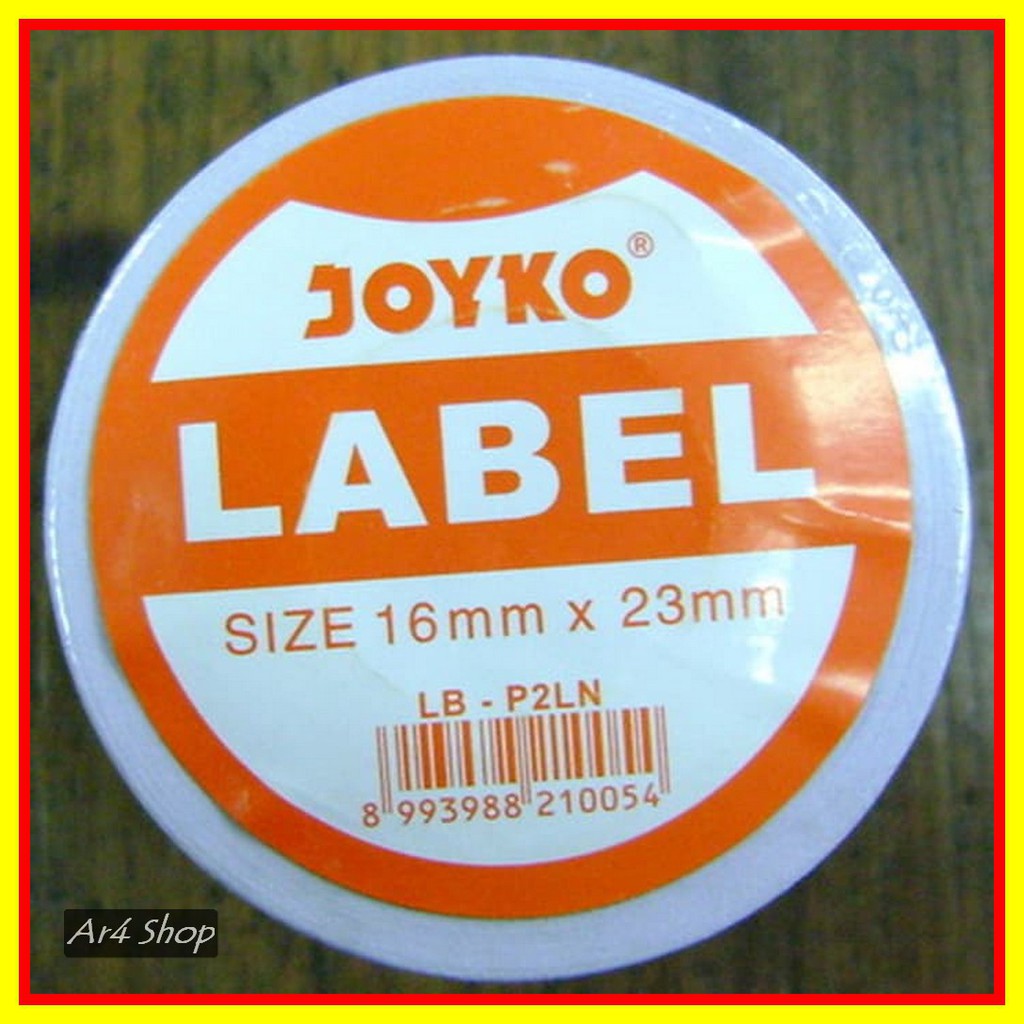 JOYKO®
LABEL
SIZE 16mm x 23mm
LB - P2LN
8 993988 210054
Ar4 Shop